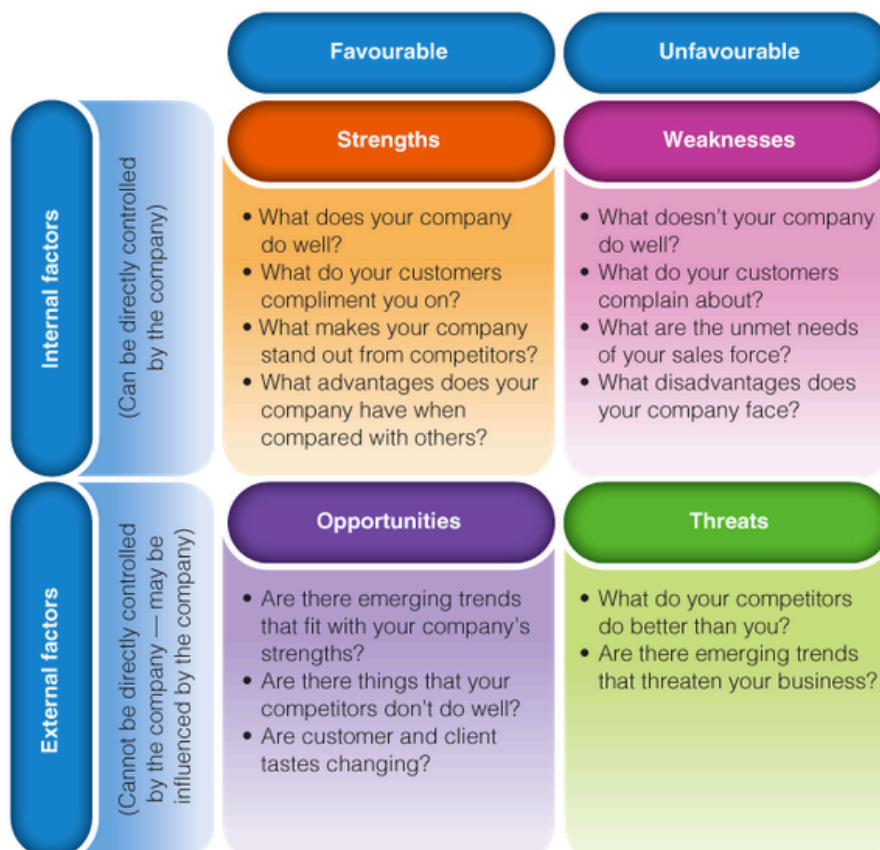 Favourable
Unfavourable
Internal factors
(Can be directly controlled
by the company)
Strengths
• What does your company
do well?
• What do your customers
compliment you on?
• What makes your company
stand out from competitors?
• What advantages does your
company have when
compared with others?
Weaknesses
• What doesn't your company
do well?
• What do your customers
complain about?
• What are the unmet needs
of your sales force?
• What disadvantages does
your company face?
External factors
(Cannot be directly controlled
by the company — may be
influenced by the company)
Opportunities
• Are there emerging trends
that fit with your company's
strengths?
• Are there things that your
competitors don't do well?
• Are customer and client
tastes changing?
Threats
• What do your competitors
do better than you?
• Are there emerging trends
that threaten your business?